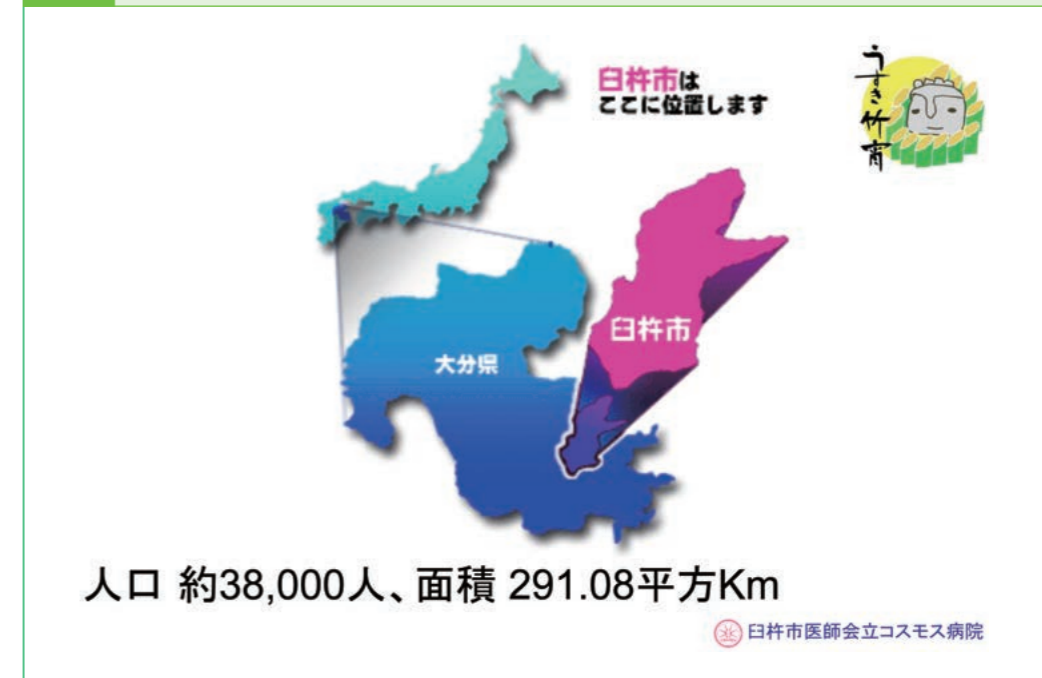 臼杵市は
ここに位置します
うすき竹宵
臼杵市
大分県
人口 約38,000人、面積 291.08平方Km
臼杵市医師会立コスモス病院